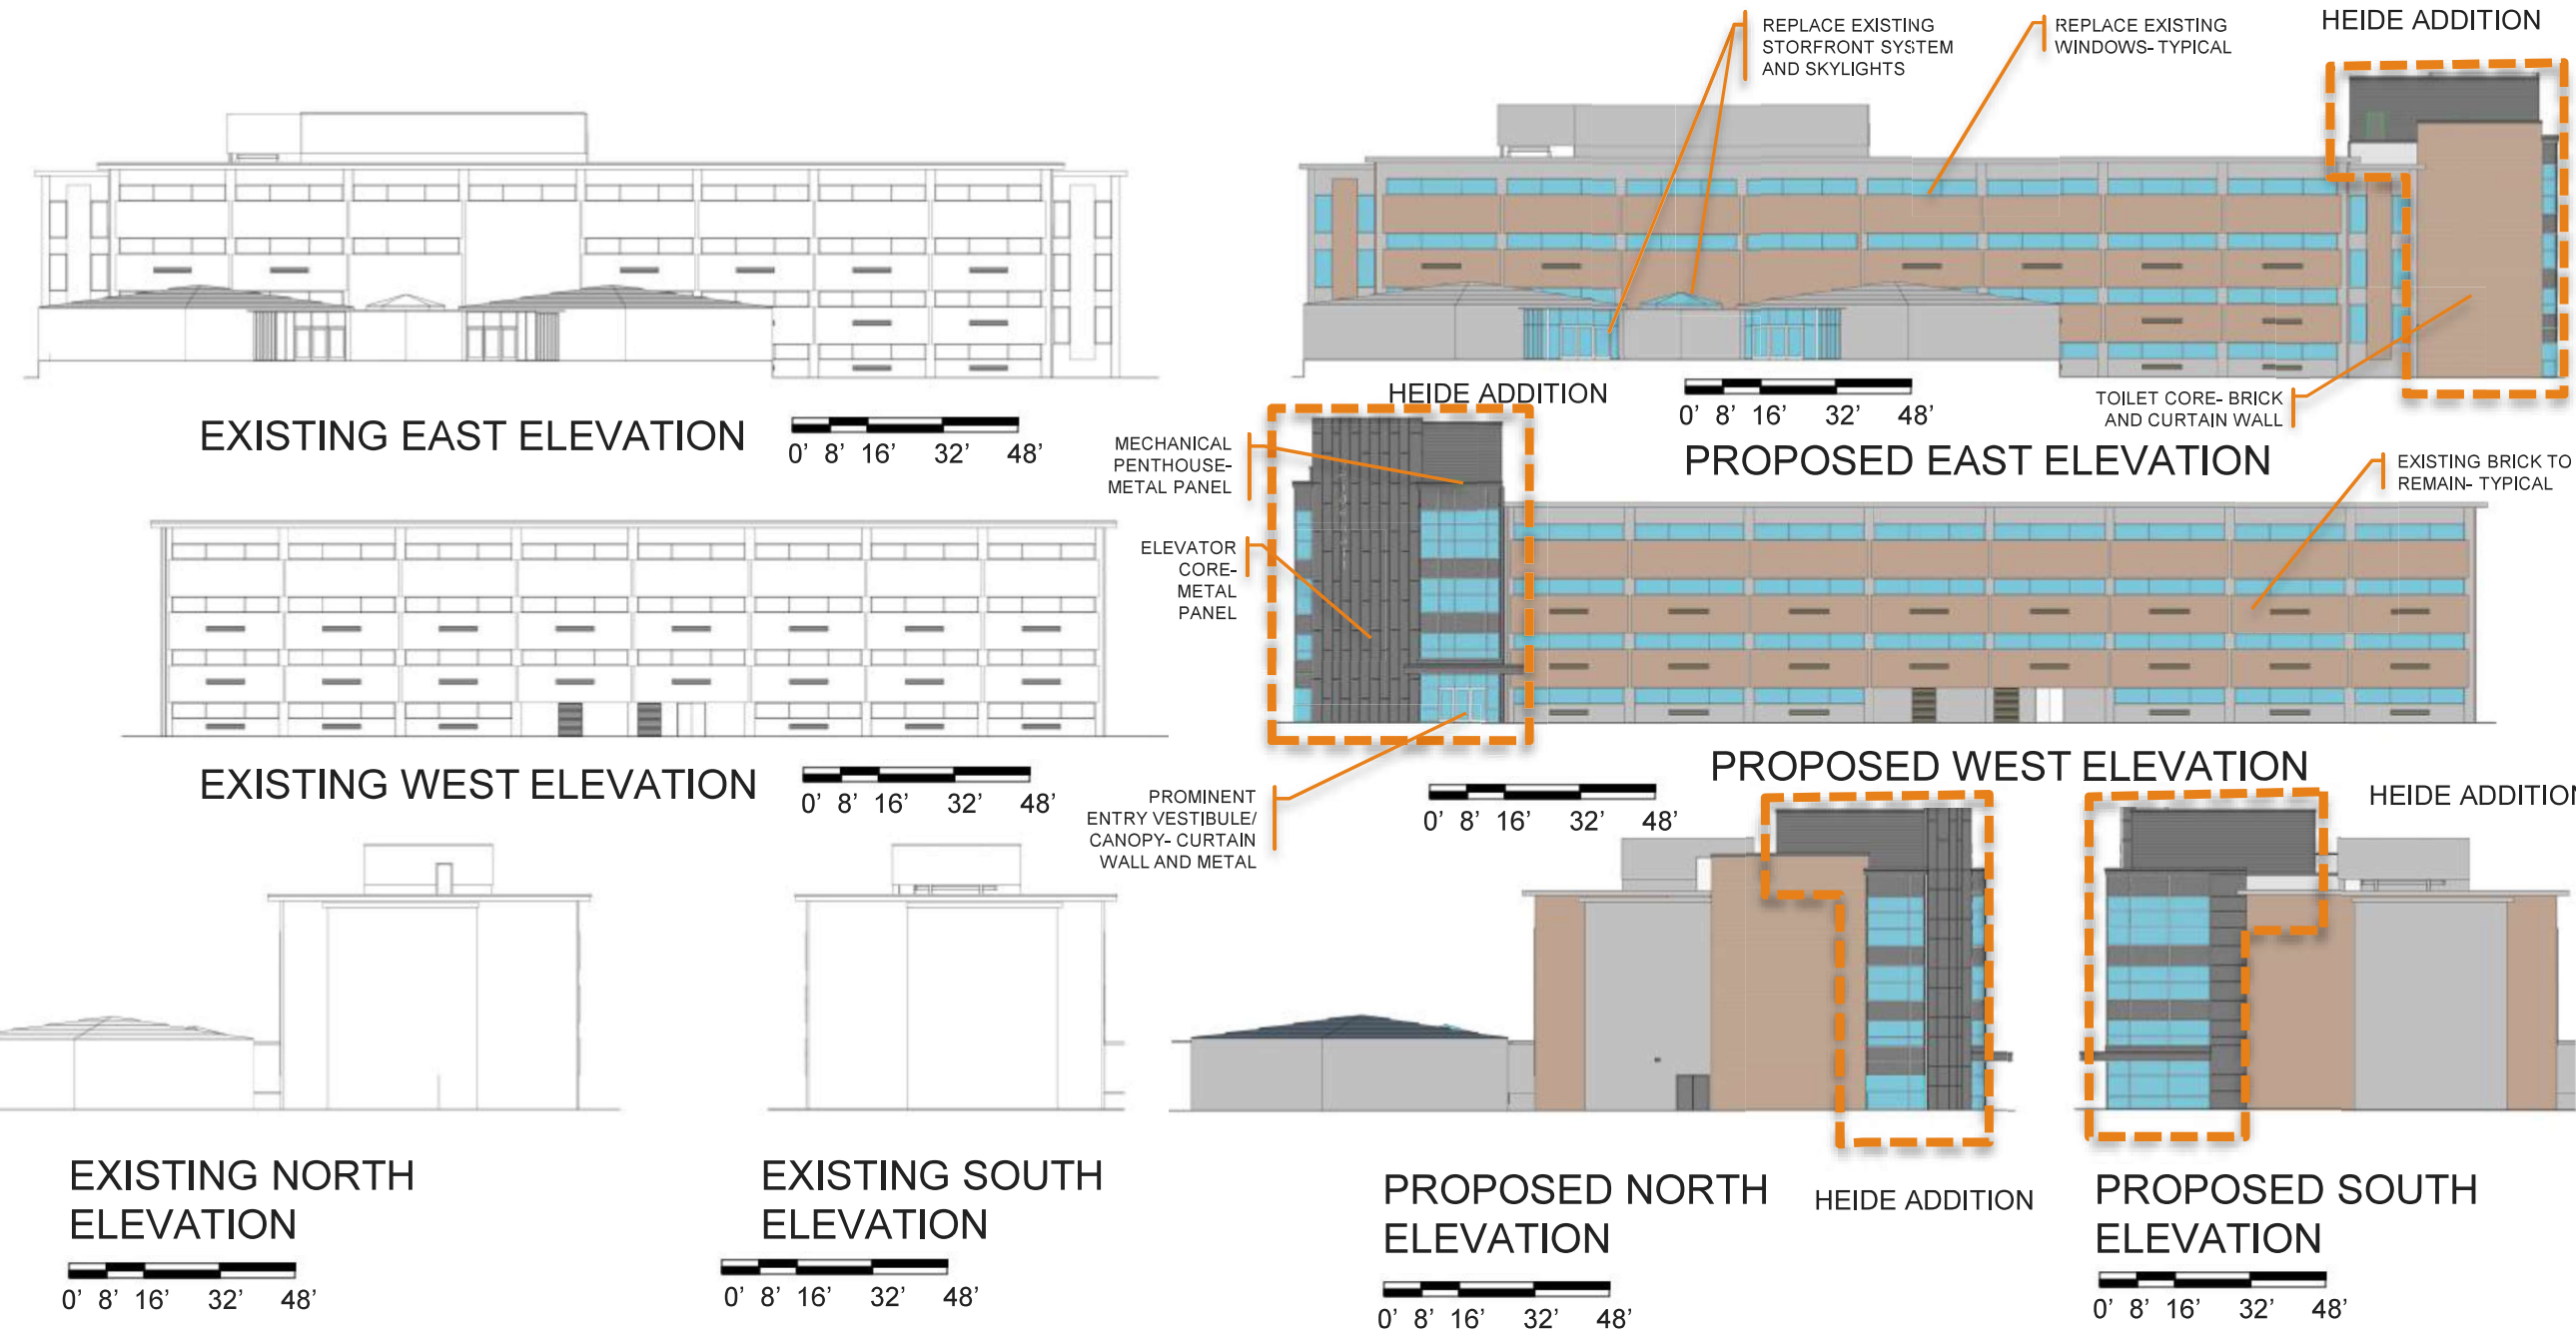 REPLACE EXISTING
STORFRONT SYSTEM
AND SKYLIGHTS
REPLACE EXISTING
WINDOWS- TYPICAL
HEIDE ADDITION
EXISTING EAST ELEVATION
0’ 8’ 16’ 32’ 48’
HEIDE ADDITION
0’ 8’ 16’ 32’ 48’
TOILET CORE- BRICK
AND CURTAIN WALL
PROPOSED EAST ELEVATION
MECHANICAL
PENTHOUSE-
METAL PANEL
EXISTING BRICK TO
REMAIN- TYPICAL
ELEVATOR
CORE-
METAL
PANEL
EXISTING WEST ELEVATION
0’ 8’ 16’ 32’ 48’
PROMINENT
ENTRY VESTIBULE/
CANOPY- CURTAIN
WALL AND METAL
0’ 8’ 16’ 32’ 48’
PROPOSED WEST ELEVATION
HEIDE ADDITION
EXISTING NORTH
ELEVATION
0’ 8’ 16’ 32’ 48’
EXISTING SOUTH
ELEVATION
0’ 8’ 16’ 32’ 48’
PROPOSED NORTH
ELEVATION
0’ 8’ 16’ 32’ 48’
HEIDE ADDITION
PROPOSED SOUTH
ELEVATION
0’ 8’ 16’ 32’ 48’